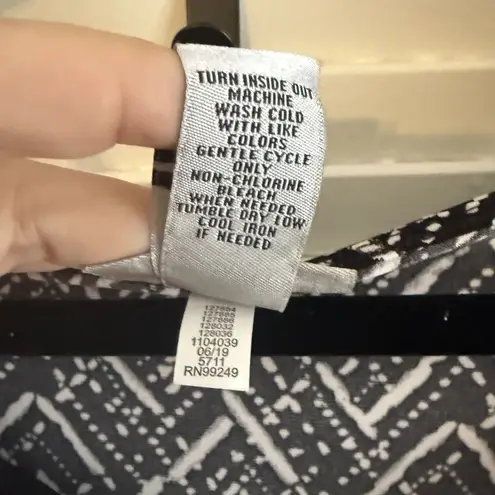 TURN INSIDE OUT
MACHINE
WASH COLD
WITH LIKE
COLORS
GENTLE CYCLE
ONLY
NON-CHLORINE
BLEACH
WHEN NEEDED
TUMBLE DRY LOW
COOL IRON
IF NEEDED
127884
127885
127886
128032
128036
1104039
06/19
5711
RN99249